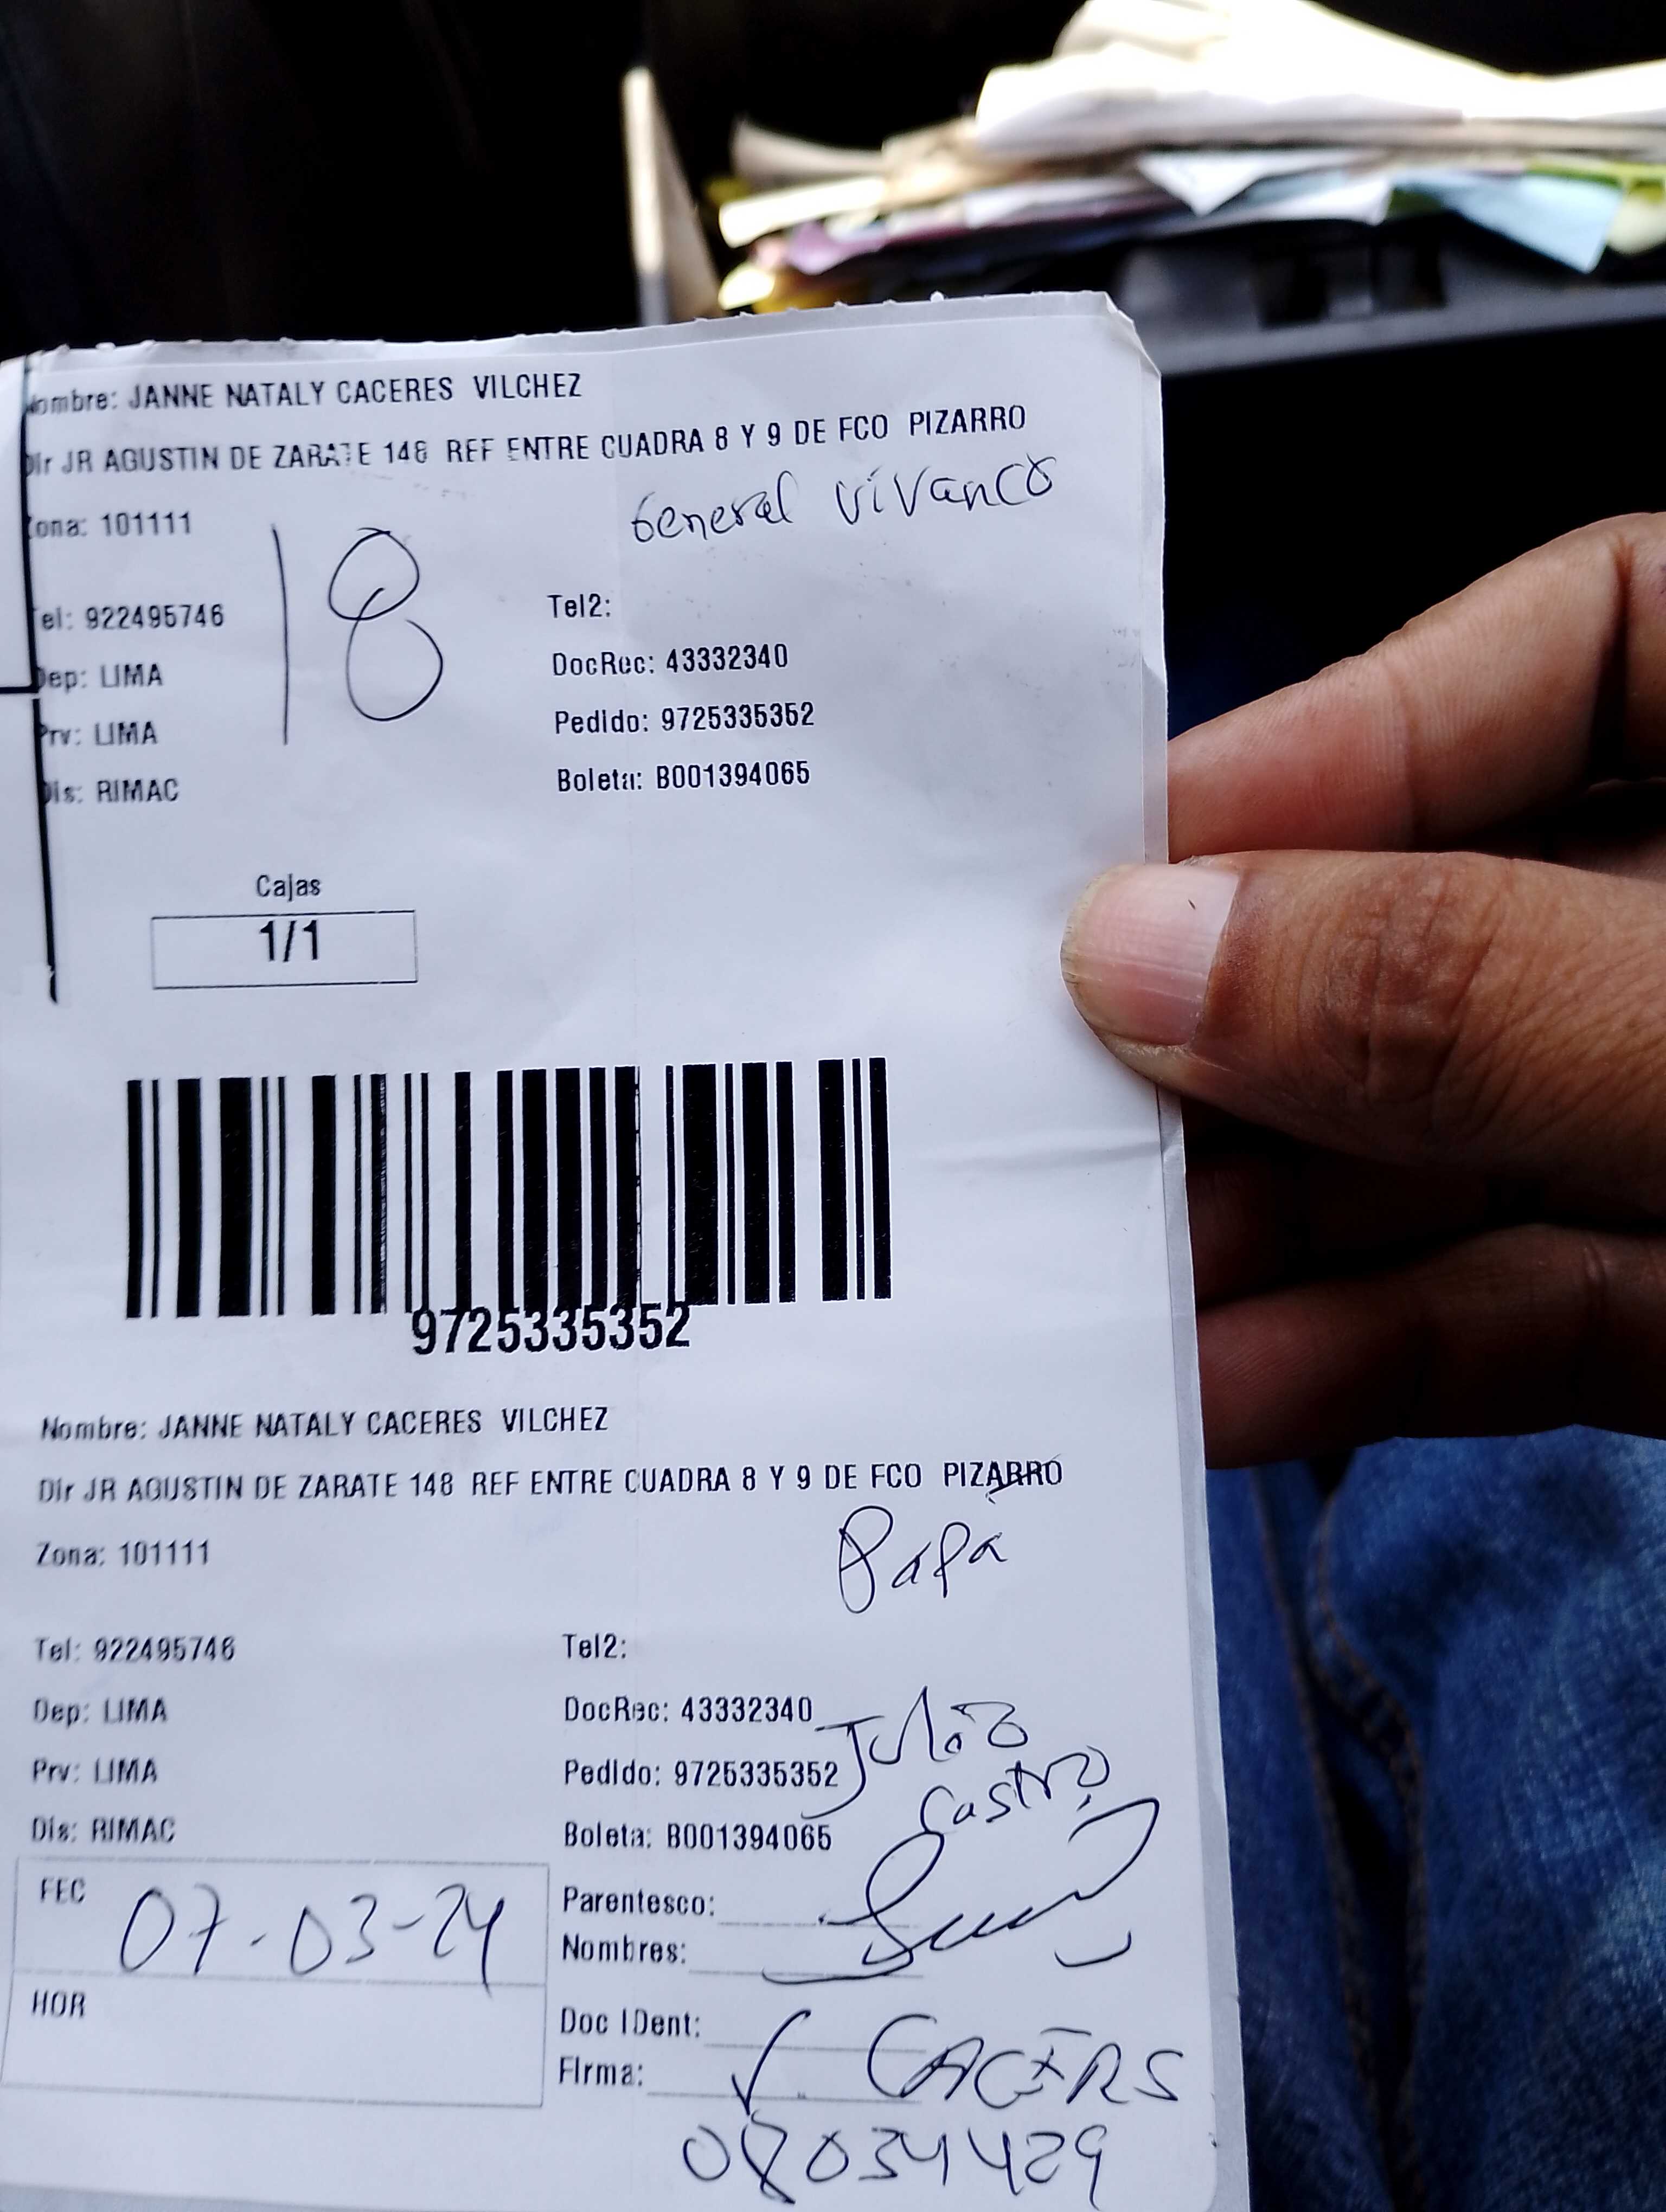 Nombre: JANNE NATALY CACERES VILCHEZ
Dir JR AGUSTIN DE ZARATE 148 REF ENTRE CUADRA 8 Y 9 DE FCO PIZARRO
General Vivanco
Zona: 101111
18
Tel: 922495746 Tel2:
Dep: LIMA DocRec: 43332340
Prv: LIMA Pedido: 9725335352
Dis: RIMAC Boleta: B001394065
Cajas
1/1
9725335352
Nombre: JANNE NATALY CACERES VILCHEZ
Dir JR AGUSTIN DE ZARATE 148 REF ENTRE CUADRA 8 Y 9 DE FCO PIZARRO
Zona: 101111
Papá
Tel: 922495746 Tel2:
Dep: LIMA DocRec: 43332340
Julio
Prv: LIMA Pedido: 9725335352
Castro
Dis: RIMAC Boleta: B001394065
FEC 07-03-24
Parentesco:
Nombres:
HOR
Doc IDent:
Firma:
CACERS
08034429